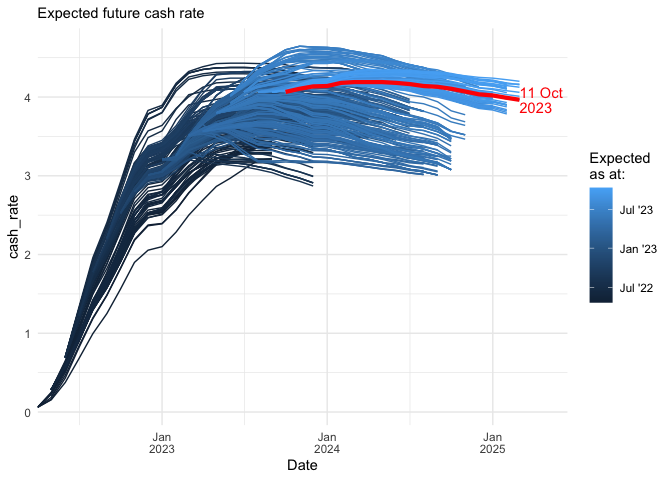 Expected future cash rate
4
3
2
1
0
cash_rate
11 Oct
2023
Jan
2023
Jan
2024
Jan
2025
Date
Expected
as at:
Jul '23
Jan '23
Jul '22